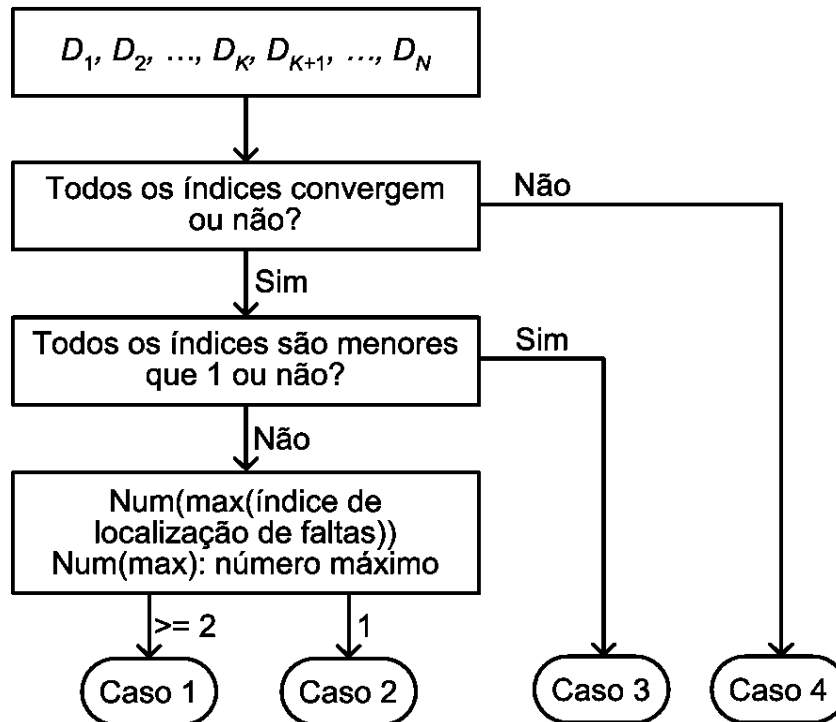 D1, D2, ..., DK, DK+1, ..., DN
Todos os índices convergem
ou não?
Não
Sim
Todos os índices são menores
que 1 ou não?
Sim
Não
Num(max(índice de
localização de faltas))
Num(max): número máximo
>= 2
1
Caso 1
Caso 2
Caso 3
Caso 4